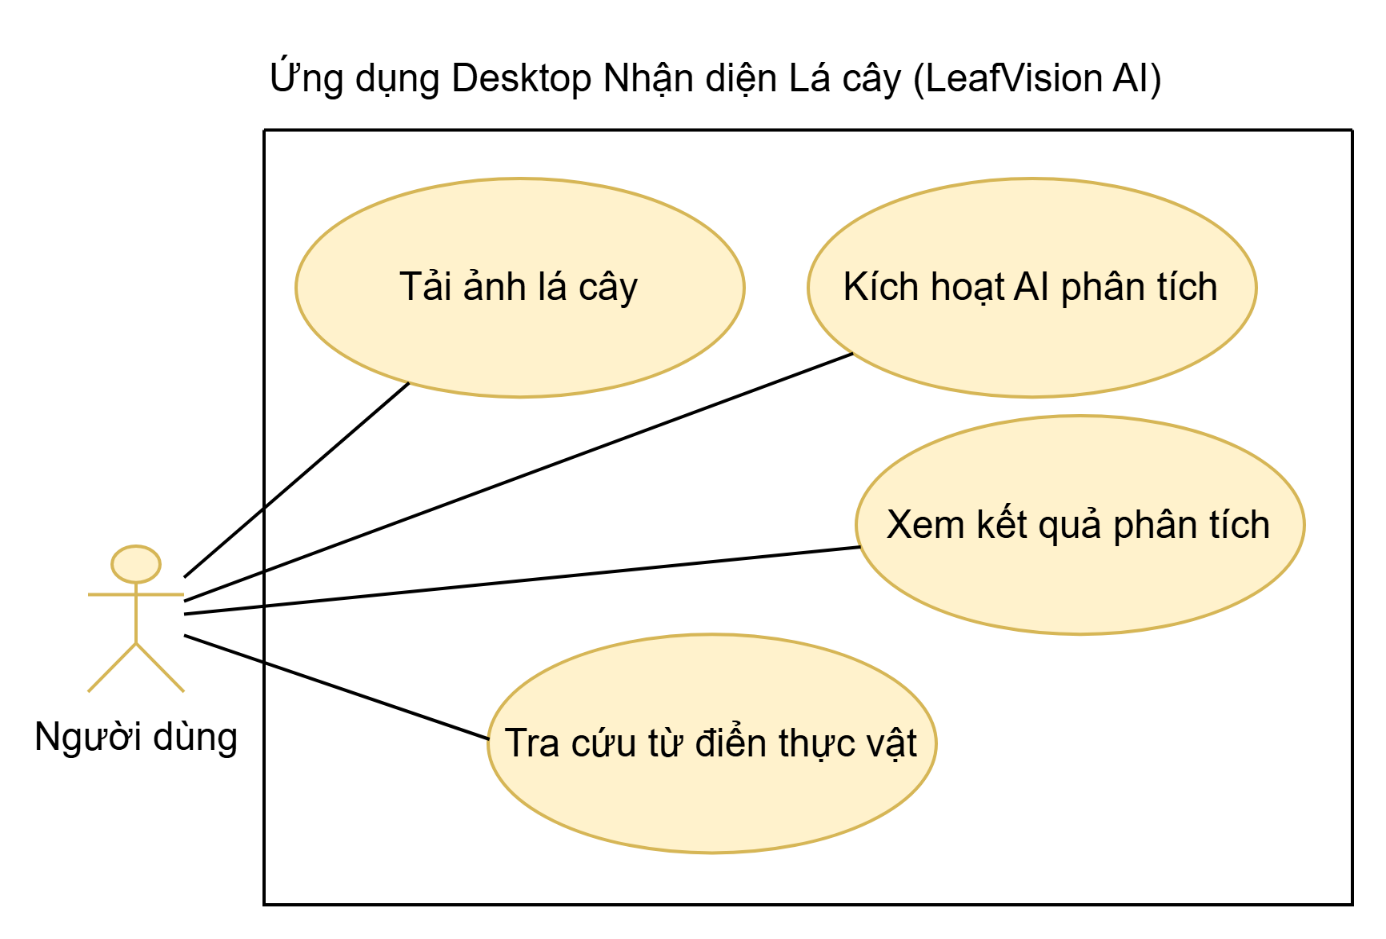 Ứng dụng Desktop Nhận diện Lá cây (LeafVision AI)
Tải ảnh lá cây
Kích hoạt AI phân tích
Xem kết quả phân tích
Người dùng
Tra cứu từ điển thực vật